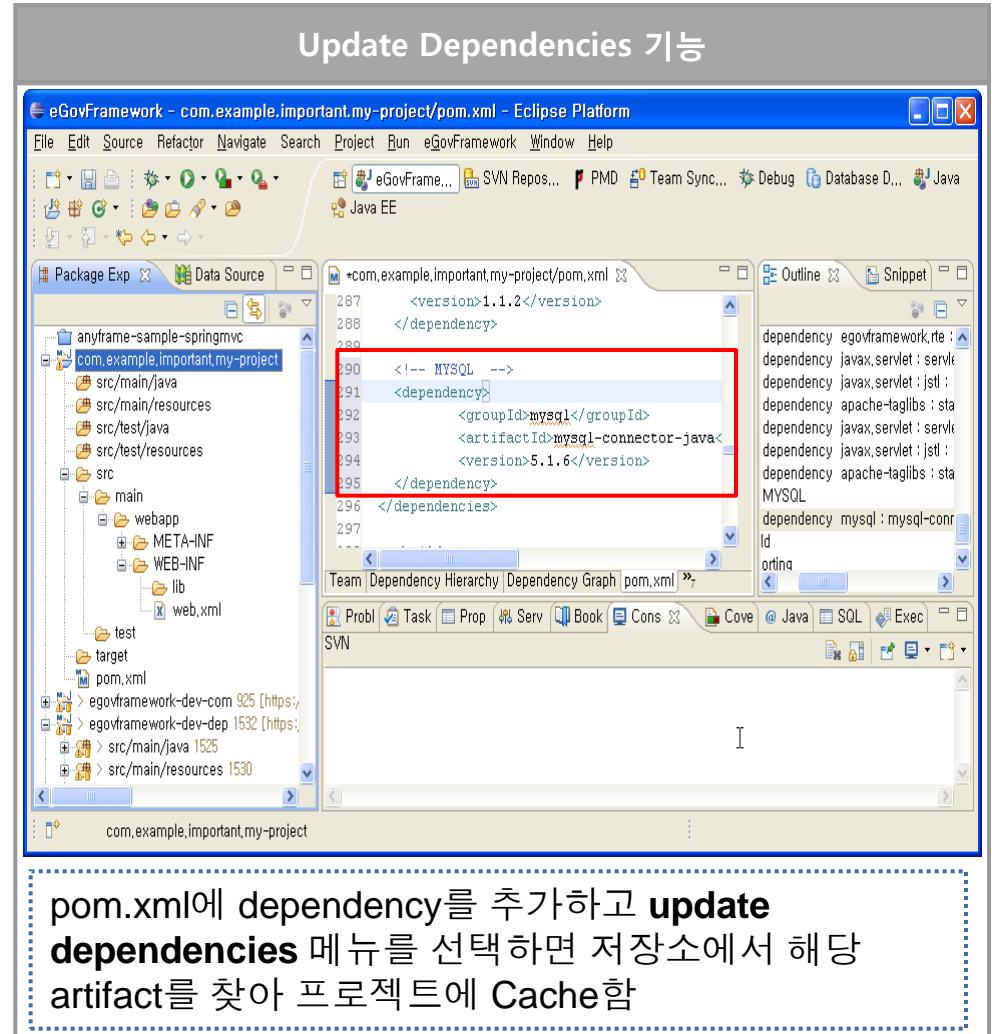 Update Dependencies 기능
eGovFramework - com.example.important.my-project/pom.xml - Eclipse Platform
File Edit Source Refactor Navigate Search Project Run eGovFramework Window Help
eGovFrame... SVN Repos... PMD Team Sync... Debug Database D... Java
Java EE
Package Exp Data Source
anyframe-sample-springmvc
com.example.important.my-project
src/main/java
src/main/resources
src/test/java
src/test/resources
src
main
webapp
META-INF
WEB-INF
lib
web.xml
test
target
pom.xml
> egovframework-dev-com 925 [https:/
> egovframework-dev-dep 1532 [https:
> src/main/java 1525
> src/main/resources 1530
*com.example.important.my-project/pom.xml
287 <version>1.1.2</version>
288 </dependency>
289
290 <!-- MYSQL -->
291 <dependency>
292 <groupId>mysql</groupId>
293 <artifactId>mysql-connector-java<
294 <version>5.1.6</version>
295 </dependency>
296 </dependencies>
297
Team Dependency Hierarchy Dependency Graph pom.xml »7
Outline Snippet
dependency egovframework.rte :
dependency javax.servlet : servle
dependency javax.servlet : jstl :
dependency apache-taglibs : sta
dependency javax.servlet : servle
dependency javax.servlet : jstl :
dependency apache-taglibs : sta
MYSQL
dependency mysql : mysql-conn
ld
orting
Probl Task Prop Serv Book Cons Cove Java SQL Exec
SVN
com.example.important.my-project
pom.xml에 dependency를 추가하고 update
dependencies 메뉴를 선택하면 저장소에서 해당
artifact를 찾아 프로젝트에 Cache함